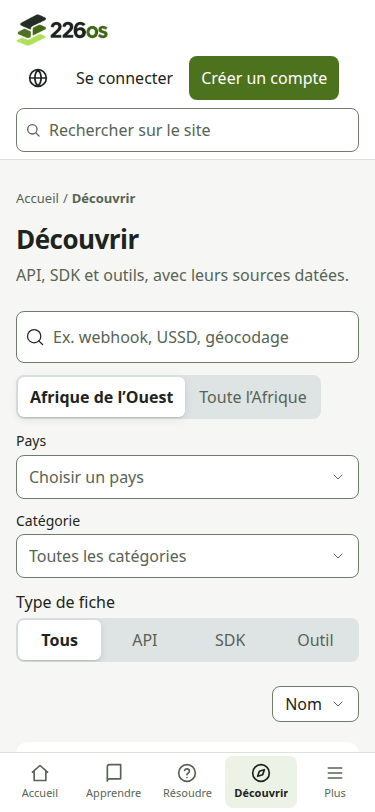 226os
Se connecter
Créer un compte
Rechercher sur le site
Accueil / Découvrir
Découvrir
API, SDK et outils, avec leurs sources datées.
Ex. webhook, USSD, géocodage
Afrique de l’Ouest
Toute l’Afrique
Pays
Choisir un pays
Catégorie
Toutes les catégories
Type de fiche
Tous
API
SDK
Outil
Nom
Accueil
Apprendre
Résoudre
Découvrir
Plus